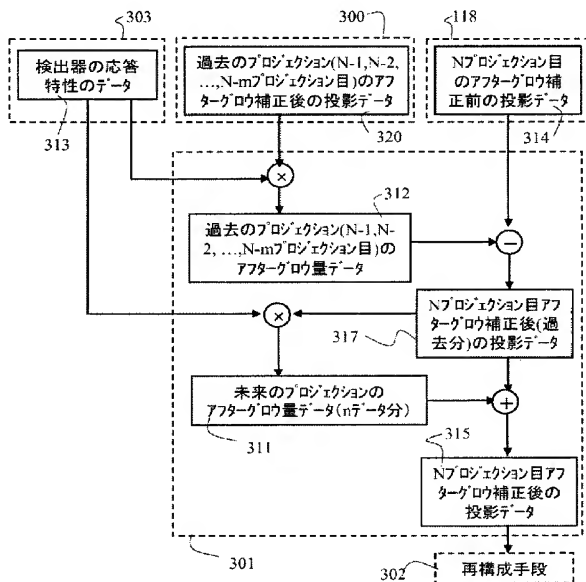 303
300
118
検出器の応答
特性のデータ
313
過去のプロジェクション(N-1,N-2,
…,N-mプロジェクション目)のアフ
ターグロウ補正後の投影データ
320
Nプロジェクション目
のアフターグロウ補
正前の投影データ
314
×
312
過去のプロジェクション(N-1,N-
2, …,N-mプロジェクション目)の
アフターグロウ量データ
−
×
Nプロジェクション目アフ
ターグロウ補正後(過
去分)の投影データ
317
未来のプロジェクションの
アフターグロウ量データ(nデータ分)
311
+
315
Nプロジェクション目アフ
ターグロウ補正後の
投影データ
301
302
再構成手段